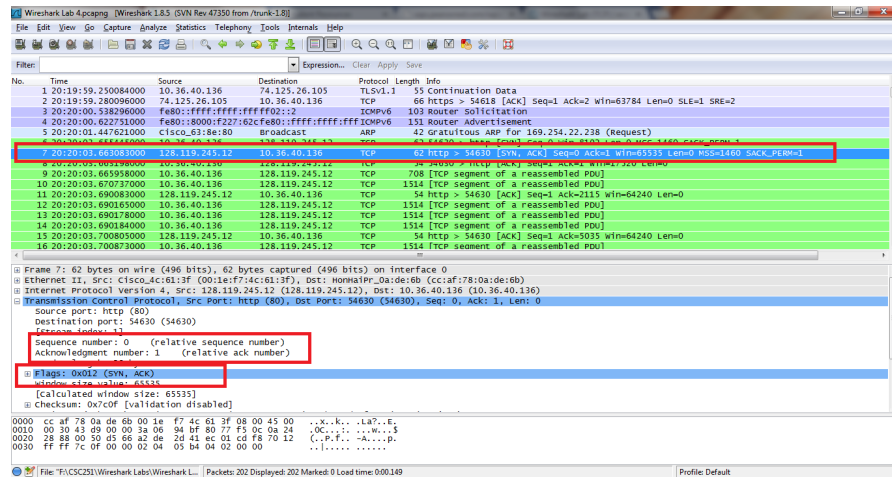 Wireshark Lab 4.pcapng [Wireshark 1.8.5 (SVN Rev 47350 from /trunk-1.8)]
File Edit View Go Capture Analyze Statistics Telephony Tools Internals Help
Filter: Expression... Clear Apply Save
No. Time Source Destination Protocol Length Info
1 20:19:59.250084000 10.36.40.136 74.125.26.105 TLSv1.1 55 Continuation Data
2 20:19:59.280096000 74.125.26.105 10.36.40.136 TCP 66 https > 54618 [ACK] Seq=1 Ack=2 Win=63784 Len=0 SLE=1 SRE=2
3 20:20:00.538296000 fe80::ffff:ffff:fffff02::2 ICMPv6 103 Router Solicitation
4 20:20:00.622751000 fe80::8000:f227:62cfe80::ffff:ffff:fff ICMPv6 151 Router Advertisement
5 20:20:01.447621000 Cisco_63:8e:80 Broadcast ARP 42 Gratuitous ARP for 169.254.22.238 (Request)
7 20:20:03.663083000 128.119.245.12 10.36.40.136 TCP 62 http > 54630 [SYN, ACK] Seq=0 Ack=1 Win=65535 Len=0 MSS=1460 SACK_PERM=1
9 20:20:03.665958000 10.36.40.136 128.119.245.12 TCP 708 [TCP segment of a reassembled PDU]
10 20:20:03.670737000 10.36.40.136 128.119.245.12 TCP 1514 [TCP segment of a reassembled PDU]
11 20:20:03.690083000 128.119.245.12 10.36.40.136 TCP 54 http > 54630 [ACK] Seq=1 Ack=2115 Win=64240 Len=0
12 20:20:03.690165000 10.36.40.136 128.119.245.12 TCP 1514 [TCP segment of a reassembled PDU]
13 20:20:03.690178000 10.36.40.136 128.119.245.12 TCP 1514 [TCP segment of a reassembled PDU]
14 20:20:03.690184000 10.36.40.136 128.119.245.12 TCP 1514 [TCP segment of a reassembled PDU]
15 20:20:03.708805000 128.119.245.12 10.36.40.136 TCP 54 http > 54630 [ACK] Seq=1 Ack=5035 Win=64240 Len=0
16 20:20:03.700873000 10.36.40.136 128.119.245.12 TCP 1514 [TCP segment of a reassembled PDU]
Frame 7: 62 bytes on wire (496 bits), 62 bytes captured (496 bits) on interface 0
Ethernet II, Src: Cisco_4c:61:3f (00:1e:f7:4c:61:3f), Dst: HonHaiPr_0a:de:6b (cc:af:78:0a:de:6b)
Internet Protocol Version 4, Src: 128.119.245.12 (128.119.245.12), Dst: 10.36.40.136 (10.36.40.136)
Transmission Control Protocol, Src Port: http (80), Dst Port: 54630 (54630), Seq: 0, Ack: 1, Len: 0
Source port: http (80)
Destination port: 54630 (54630)
[Stream index: 1]
Sequence number: 0 (relative sequence number)
Acknowledgment number: 1 (relative ack number)
Flags: 0x012 (SYN, ACK)
Window size value: 65535
[Calculated window size: 65535]
Checksum: 0x7c0f [validation disabled]
0000 cc af 78 0a de 6b 00 1e f7 4c 61 3f 08 00 45 00 ..x..k.. .La?..E.
0010 00 30 43 d9 00 00 3a 06 94 bf 80 77 f5 0c 0a 24 .0C...:. ...w...$
0020 28 88 00 50 d5 66 a2 de 2d 41 ec 01 cd f8 70 12 (..P.f.. -A....p.
0030 ff ff 7c 0f 00 00 02 04 05 b4 04 02 00 00 ..|..... ......
File: "F:\CSC251\Wireshark Labs\Wireshark L... Packets: 202 Displayed: 202 Marked: 0 Load time: 0:00.149 Profile: Default